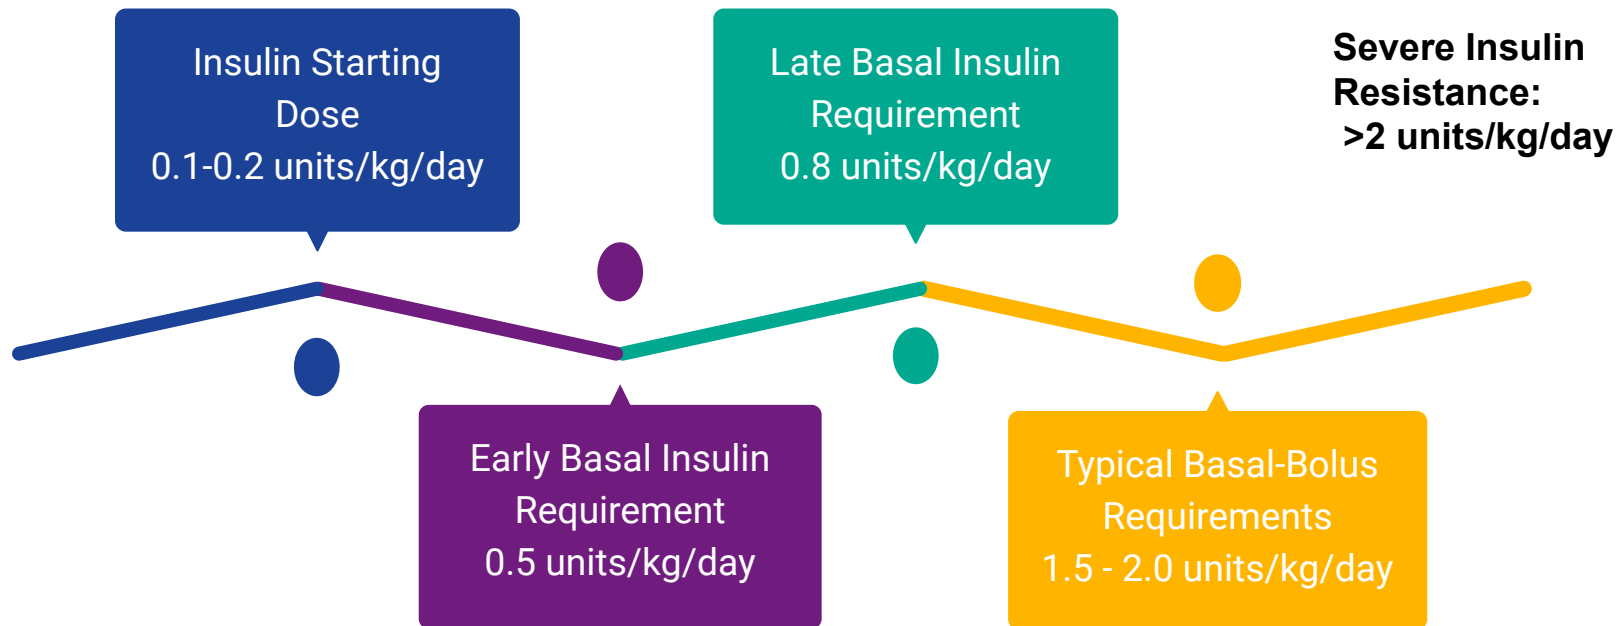 Insulin Starting
Dose
0.1-0.2 units/kg/day
Early Basal Insulin
Requirement
0.5 units/kg/day
Late Basal Insulin
Requirement
0.8 units/kg/day
Typical Basal-Bolus
Requirements
1.5 - 2.0 units/kg/day
Severe Insulin
Resistance:
>2 units/kg/day